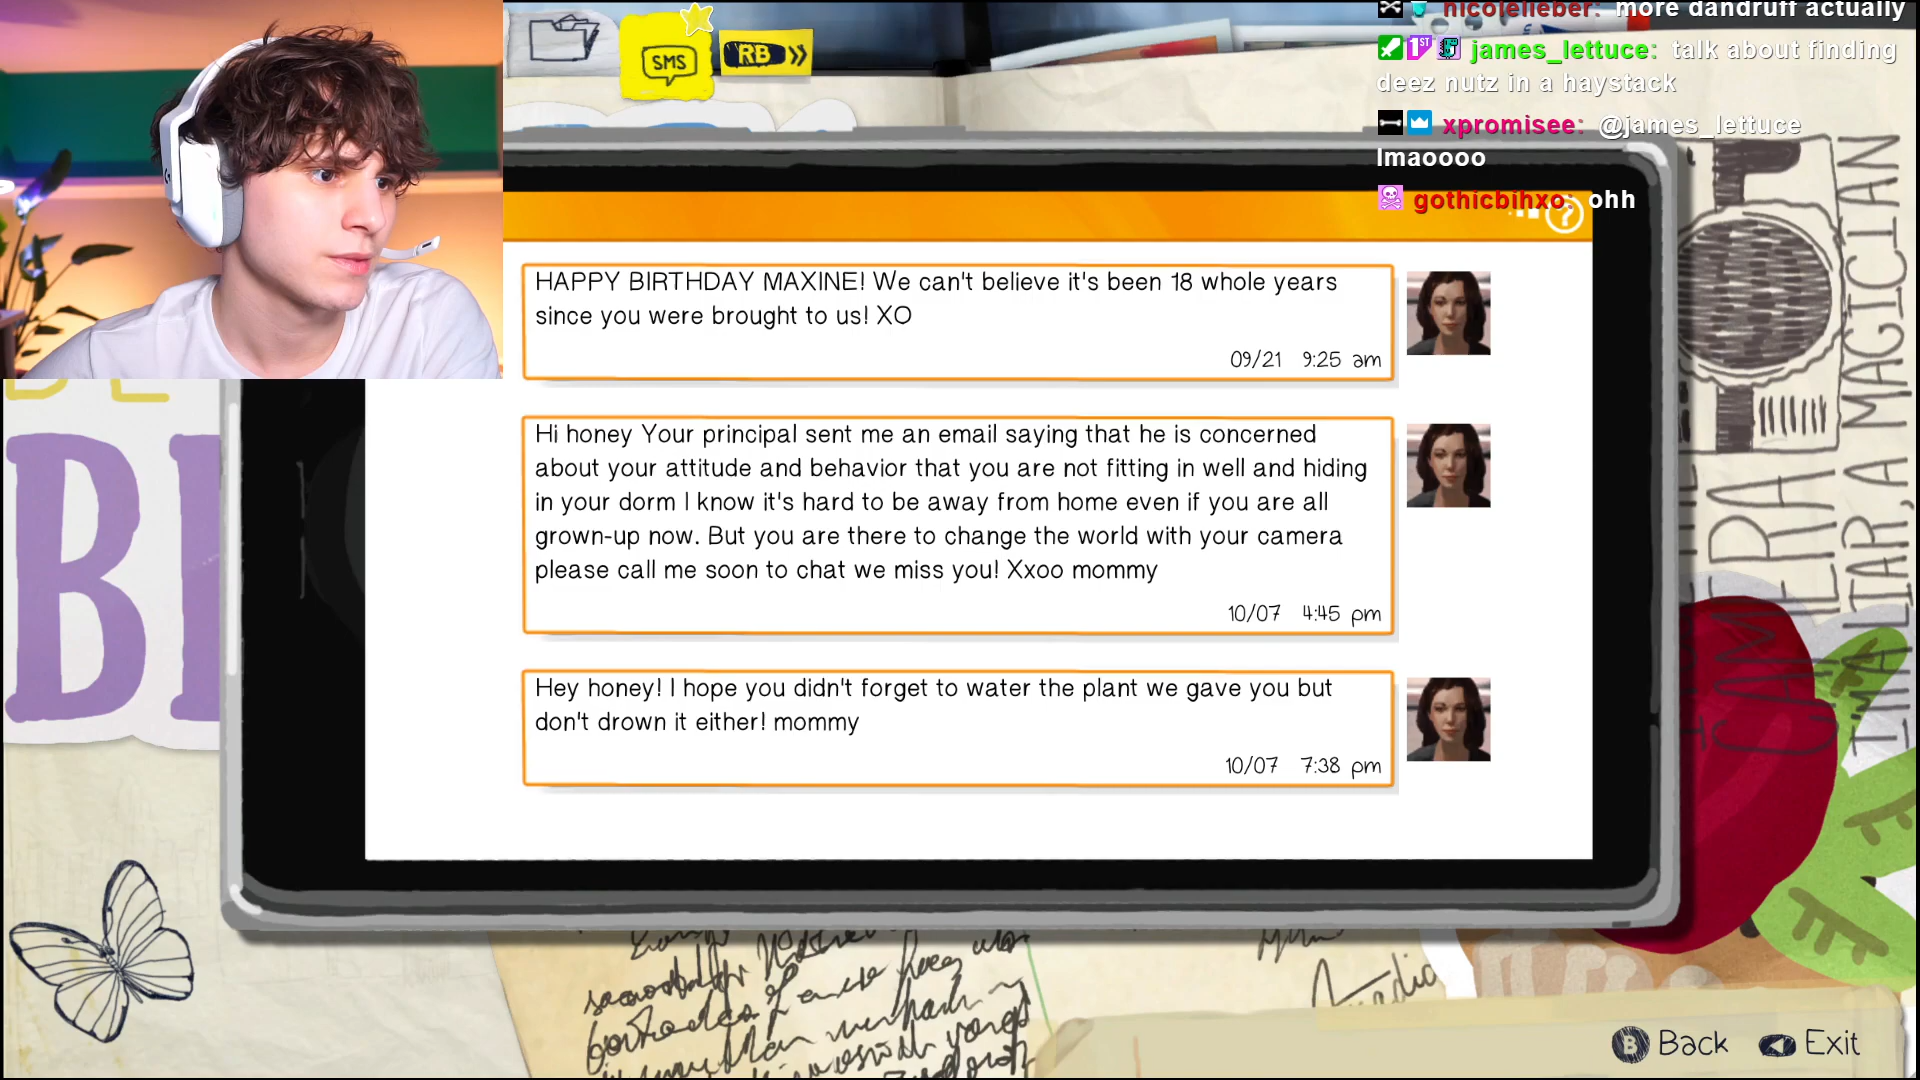 nicolelieber: more dandruff actually
1ST james_lettuce: talk about finding
deez nutz in a haystack
xpromisee: @james_lettuce
lmaoooo
gothicbihxo: ohh
SMS
RB
HAPPY BIRTHDAY MAXINE! We can't believe it's been 18 whole years
since you were brought to us! XO
09/21 9:25 am
Hi honey Your principal sent me an email saying that he is concerned
about your attitude and behavior that you are not fitting in well and hiding
in your dorm I know it's hard to be away from home even if you are all
grown-up now. But you are there to change the world with your camera
please call me soon to chat we miss you! Xxoo mommy
10/07 4:45 pm
Hey honey! I hope you didn't forget to water the plant we gave you but
don't drown it either! mommy
10/07 7:38 pm
CAMERA
I'M A LIAR, A MAGICIAN
B Back
Exit